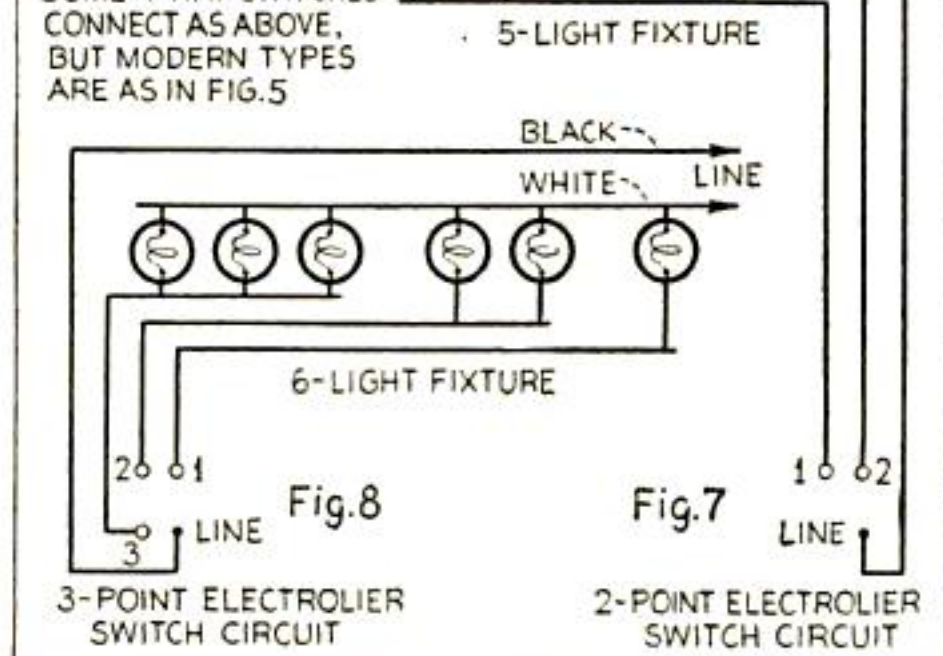 CONNECT AS ABOVE,
BUT MODERN TYPES
ARE AS IN FIG.5
5-LIGHT FIXTURE
BLACK
WHITE
LINE
6-LIGHT FIXTURE
2
1
3
LINE
Fig.8
3-POINT ELECTROLIER
SWITCH CIRCUIT
1
2
Fig.7
LINE
2-POINT ELECTROLIER
SWITCH CIRCUIT